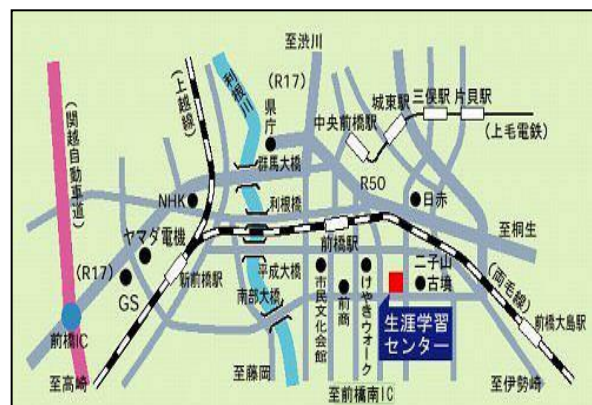 至渋川
(R17)
利根川
(上越線)
(関越自動車道)
県庁
城東駅
三俣駅
片貝駅
中央前橋駅
(上毛電鉄)
群馬大橋
R50
NHK
利根橋
日赤
至桐生
ヤマダ電機
前橋駅
(R17)
新前橋駅
平成大橋
二子山
古墳
(両毛線)
GS
南部大橋
市民文化会館
前商
けやきウォーク
生涯学習
センター
前橋大島駅
前橋IC
至高崎
至藤岡
至前橋南IC
至伊勢崎